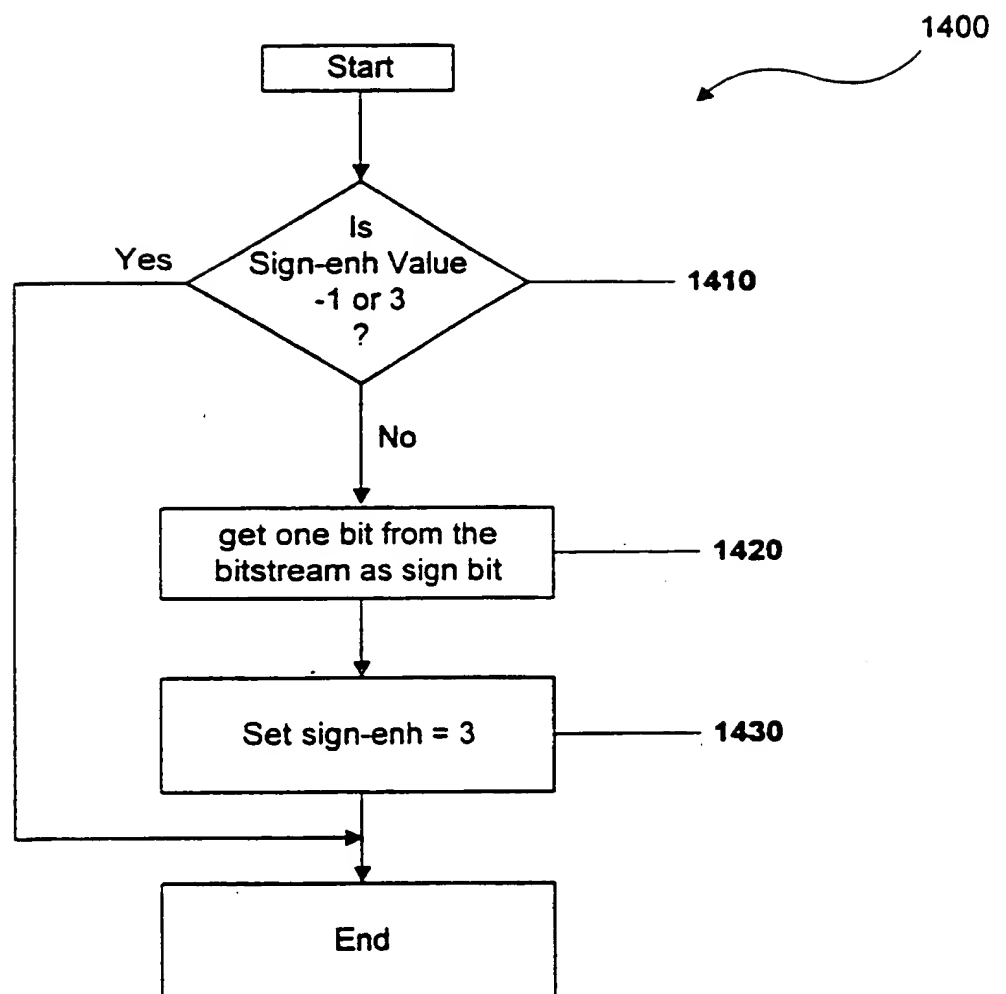 1400
Start
Is
Sign-enh Value
-1 or 3
?
Yes
1410
No
get one bit from the
bitstream as sign bit
1420
Set sign-enh = 3
1430
End